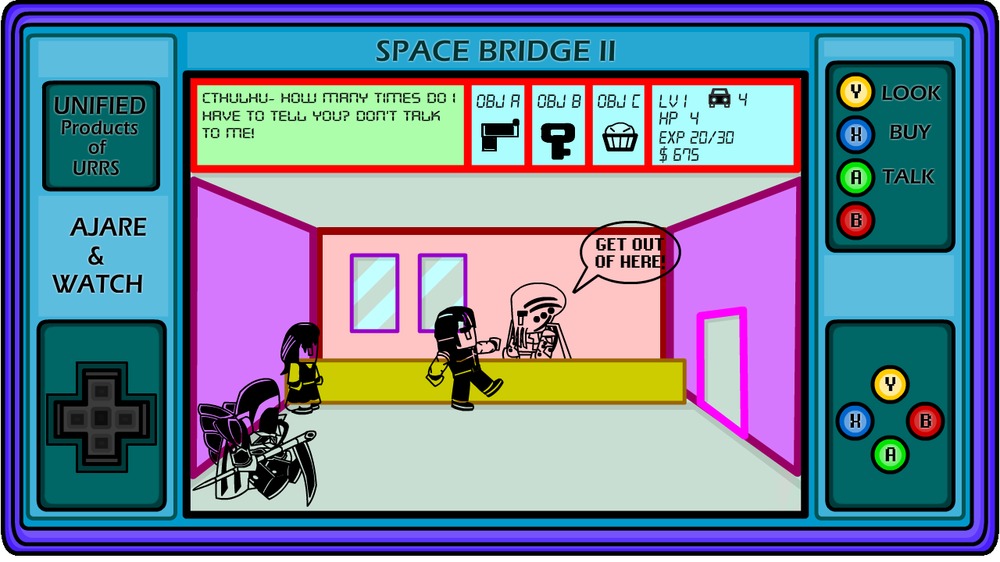 SPACE BRIDGE II
UNIFIED
Products
of
URRS
AJARE
&
WATCH
CTHULHU- HOW MANY TIMES DO I
HAVE TO TELL YOU? DON'T TALK
TO ME!
OBJ A
OBJ B
OBJ C
LV1 4
HP 4
EXP 20/30
$ 675
GET OUT
OF HERE!
Y LOOK
X BUY
A TALK
B
Y
X B
A